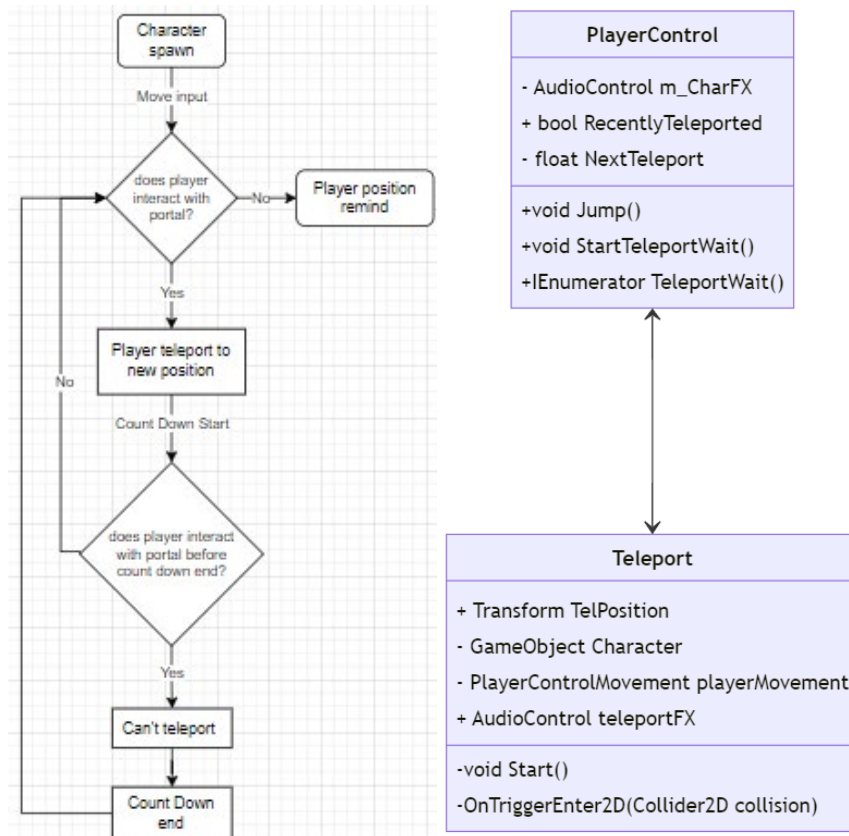 Character
spawn
Move input
does player
interact with
portal?
No
Player position
remind
Yes
Player teleport to
new position
No
Count Down Start
does player interact
with portal before
count down end?
Yes
Can't teleport
Count Down
end
PlayerControl
- AudioControl m_CharFX
+ bool RecentlyTeleported
- float NextTeleport
+void Jump()
+void StartTeleportWait()
+IEnumerator TeleportWait()
Teleport
+ Transform TelPosition
- GameObject Character
- PlayerControlMovement playerMovement
+ AudioControl teleportFX
-void Start()
-OnTriggerEnter2D(Collider2D collision)